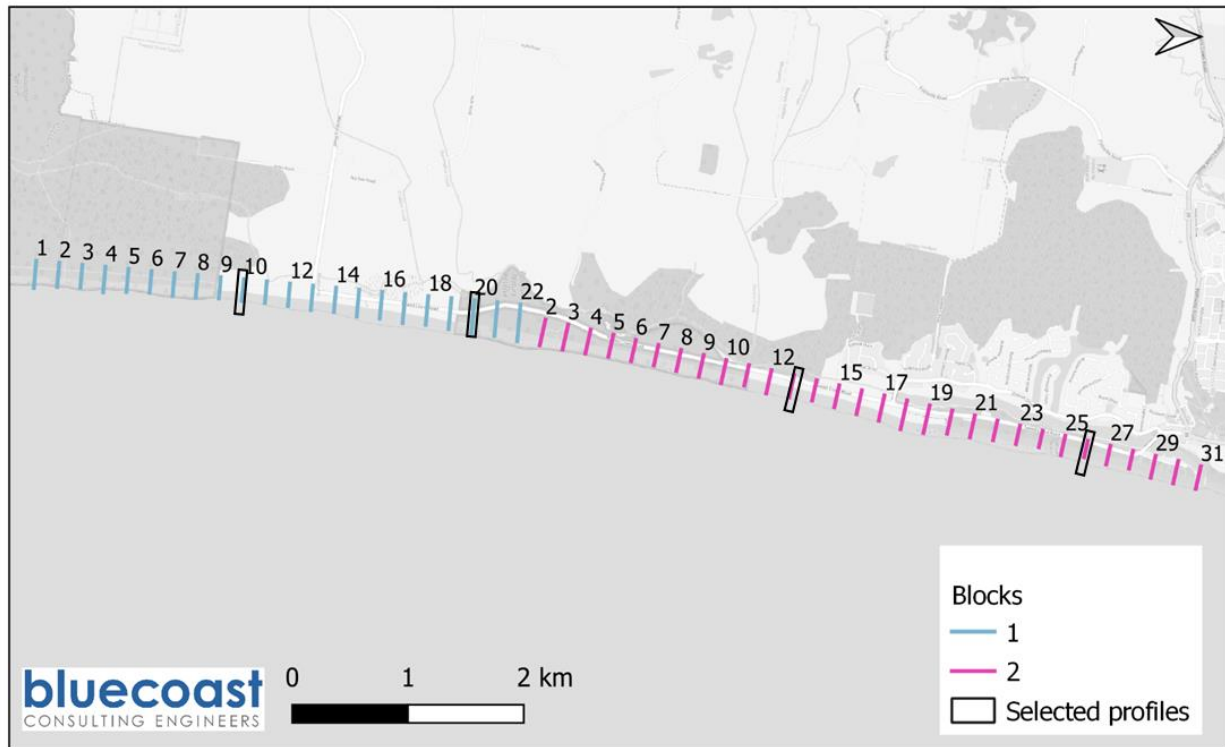 1 2 3 4 5 6 7 8 9 10 12 14 16 18 20 22
2 3 4 5 6 7 8 9 10 12 15 17 19 21 23 25 27 29 31
Blocks
1
2
Selected profiles
0 1 2 km
bluecoast
CONSULTING ENGINEERS